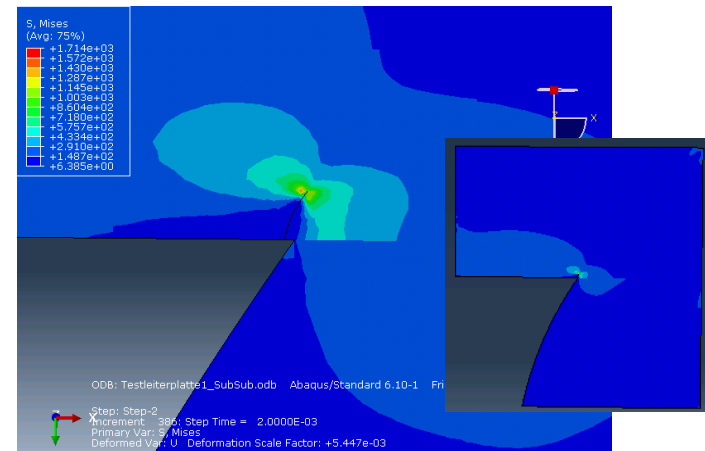 S, Mises
(Avg: 75%)
+1.714e+03
+1.572e+03
+1.430e+03
+1.287e+03
+1.145e+03
+1.003e+03
+8.604e+02
+7.180e+02
+5.757e+02
+4.334e+02
+2.910e+02
+1.487e+02
+6.385e+00
Z X
ODB: Testleiterplatte1_SubSub.odb Abaqus/Standard 6.10-1 Fri
X
Step: Step-2
Increment 386: Step Time = 2.0000E-03
Primary Var: S, Mises
Deformed Var: U Deformation Scale Factor: +5.447e-03